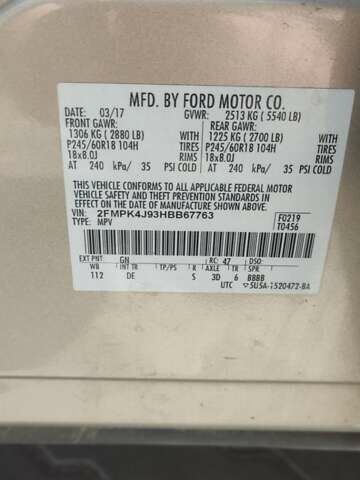 MFD. BY FORD MOTOR CO.
DATE: 03/17 GVWR: 2513 KG ( 5540 LB)
FRONT GAWR: REAR GAWR:
1306 KG ( 2880 LB) 1225 KG ( 2700 LB)
P245/60R18 104H TIRES P245/60R18 104H TIRES
18x8.0J RIMS 18x8.0J RIMS
AT 240 kPa/ 35 PSI COLD AT 240 kPa/ 35 PSI COLD
THIS VEHICLE CONFORMS TO ALL APPLICABLE FEDERAL MOTOR
VEHICLE SAFETY AND BUMPER STANDARDS IN
EFFECT ON THE DATE OF MANUFACTURE SHOWN ABOVE.
VIN: 2FMPK4J93HBB67763 F0219
TYPE: MPV T0456
EXT PNT: GN RC: 47 DSO:
WB INT TR TP/PS R AXLE TR SPR
112 DE S 3D 6 BBBB
UTC 5U5A-1520472-BA